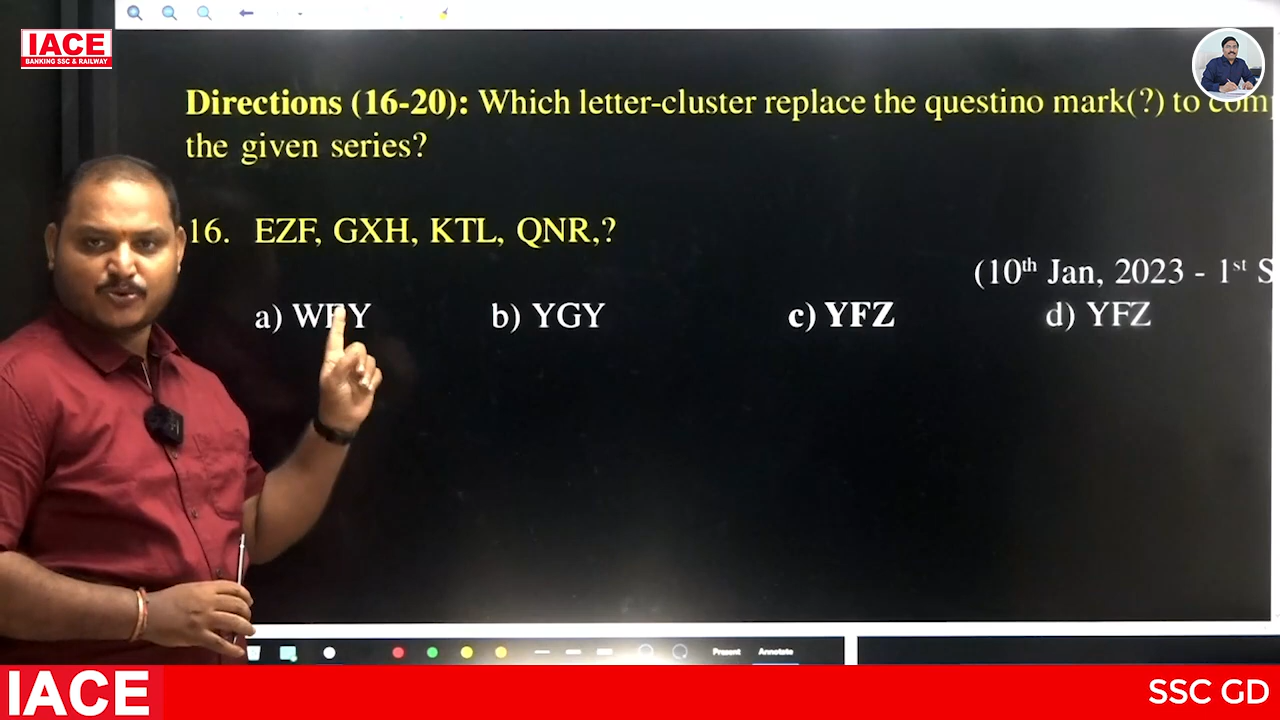 IACE
BANKING SSC & RAILWAY
Directions (16-20): Which letter-cluster replace the questino mark(?) to
the given series?
16. EZF, GXH, KTL, QNR,?
(10th Jan, 2023 - 1st S
a) b) YGY c) YFZ d) YFZ
Present Annotate
IACE
SSC GD